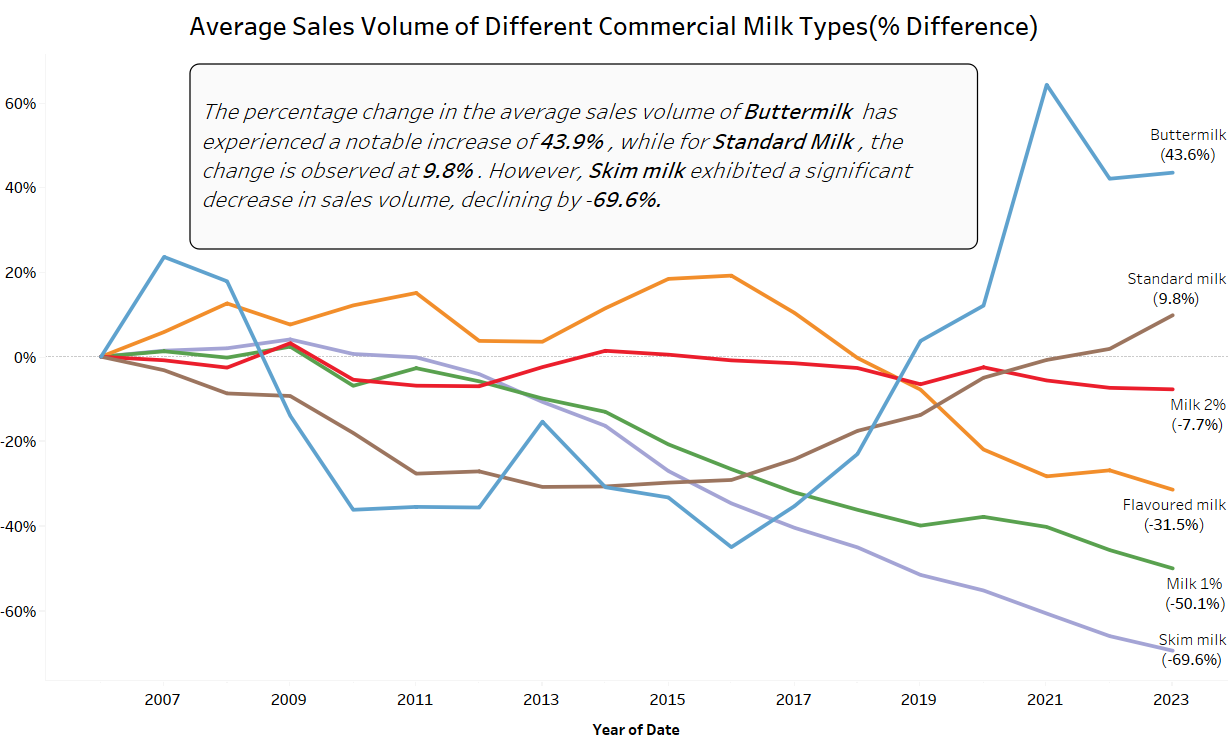 Average Sales Volume of Different Commercial Milk Types(% Difference)
The percentage change in the average sales volume of Buttermilk has
experienced a notable increase of 43.9% , while for Standard Milk , the
change is observed at 9.8% . However, Skim milk exhibited a significant
decrease in sales volume, declining by -69.6%.
60%
40%
20%
0%
-20%
-40%
-60%
Buttermilk
(43.6%)
Standard milk
(9.8%)
Milk 2%
(-7.7%)
Flavoured milk
(-31.5%)
Milk 1%
(-50.1%)
Skim milk
(-69.6%)
2007
2009
2011
2013
2015
2017
2019
2021
2023
Year of Date